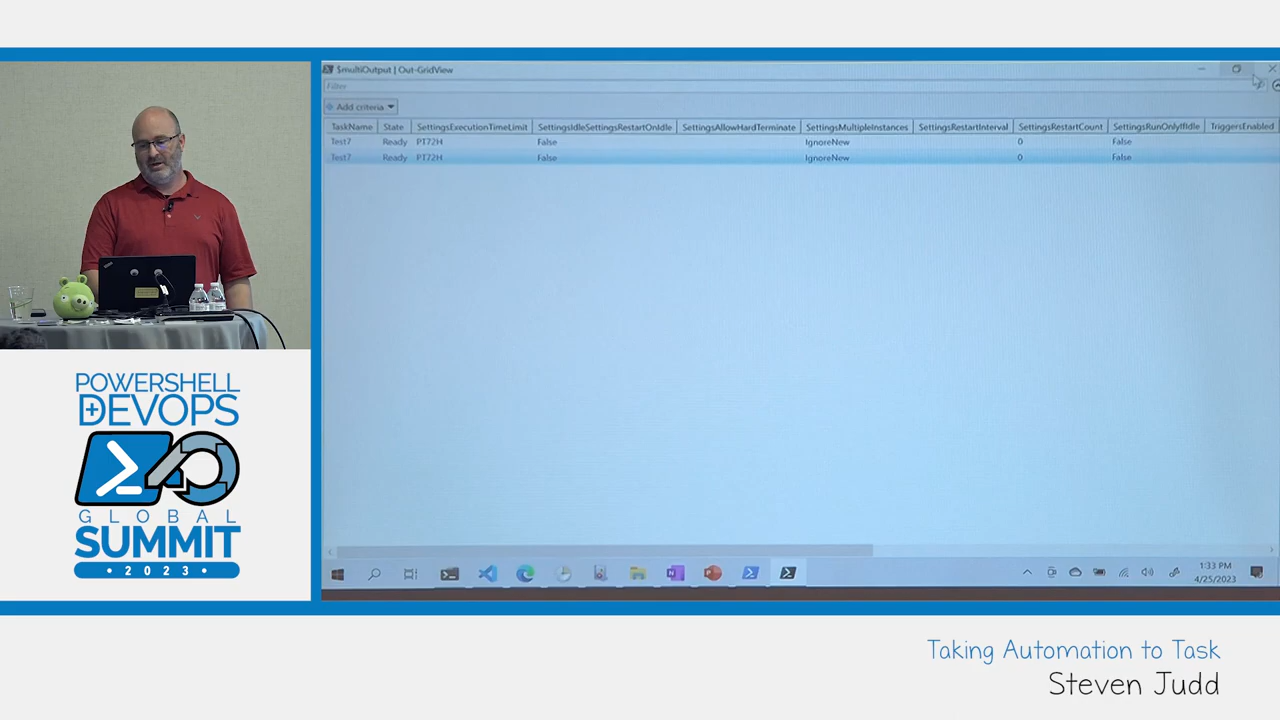 $multiOutput | Out-GridView
Filter
Add criteria
TaskName State SettingsExecutionTimeLimit SettingsIdleSettingsRestartOnIdle SettingsAllowHardTerminate SettingsMultipleInstances SettingsRestartInterval SettingsRestartCount SettingsRunOnlyIfIdle TriggersEnabled
Test7 Ready PT72H False IgnoreNew 0 False
Test7 Ready PT72H False IgnoreNew 0 False
1:33 PM
4/25/2023
POWERSHELL
+DEVOPS
GLOBAL
SUMMIT
• 2023 •
Taking Automation to Task
Steven Judd